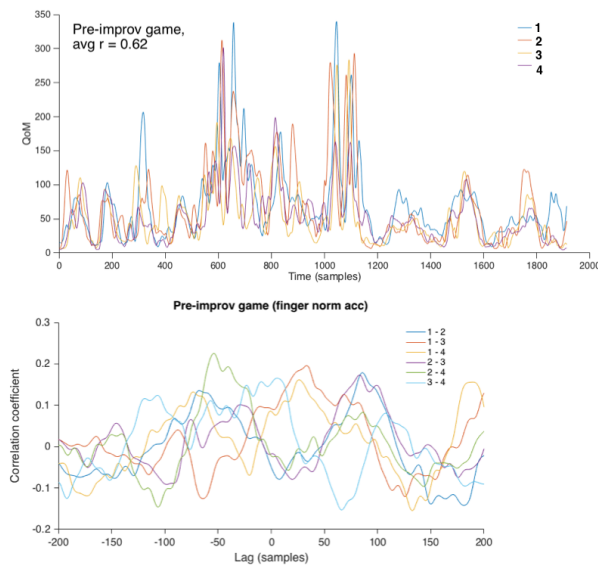 Pre-improv game,
avg r = 0.62
1
2
3
4
QoM
350
300
250
200
150
100
50
0
0 200 400 600 800 1000 1200 1400 1600 1800 2000
Time (samples)
Pre-improv game (finger norm acc)
1 - 2
1 - 3
1 - 4
2 - 3
2 - 4
3 - 4
Correlation coefficient
0.3
0.2
0.1
0
-0.1
-0.2
-200 -150 -100 -50 0 50 100 150 200
Lag (samples)